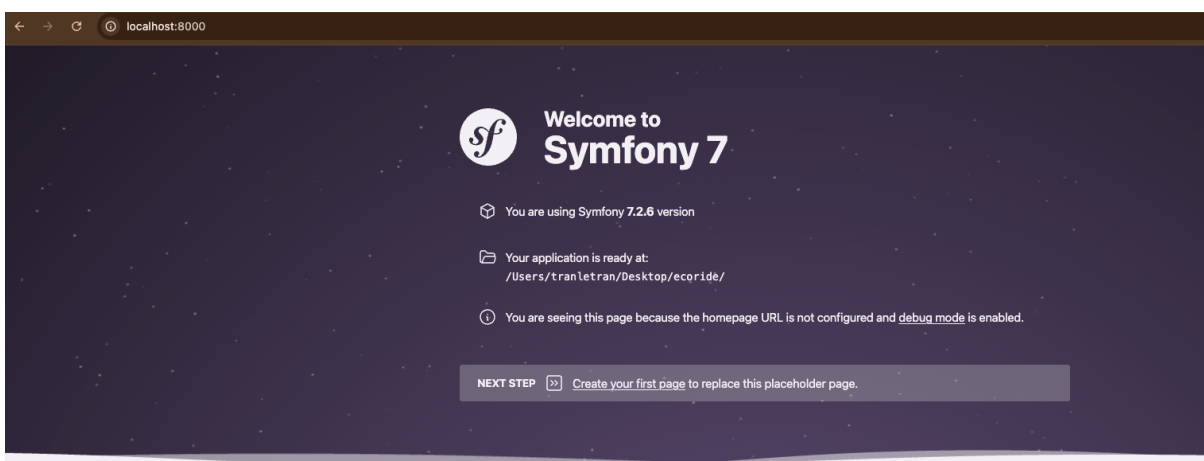 localhost:8000
sf
Welcome to
Symfony 7
You are using Symfony 7.2.6 version
Your application is ready at:
/Users/tranletran/Desktop/ecoride/
You are seeing this page because the homepage URL is not configured and debug mode is enabled.
NEXT STEP Create your first page to replace this placeholder page.